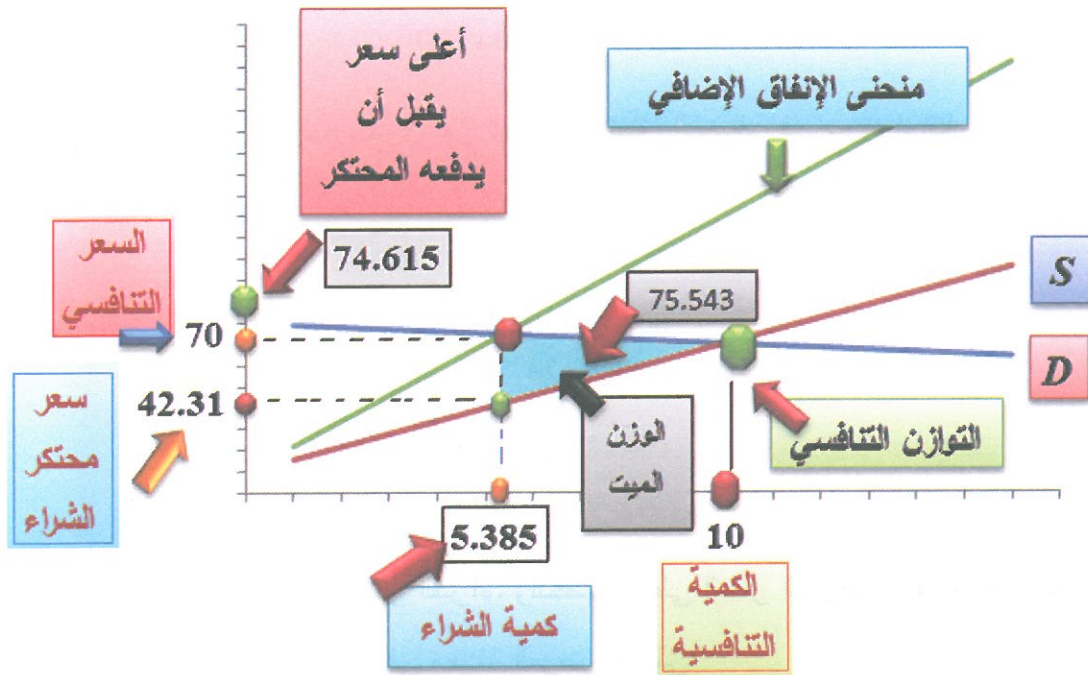 أعلى سعر
يقبل أن
يدفعه المحتكر
منحنى الإنفاق الإضافي
74.615
السعر
التنافسي
70
75.543
S
D
سعر
محتكر
الشراء
42.31
الوزن
الميت
التوازن التنافسي
5.385
10
كمية الشراء
الكمية
التنافسية